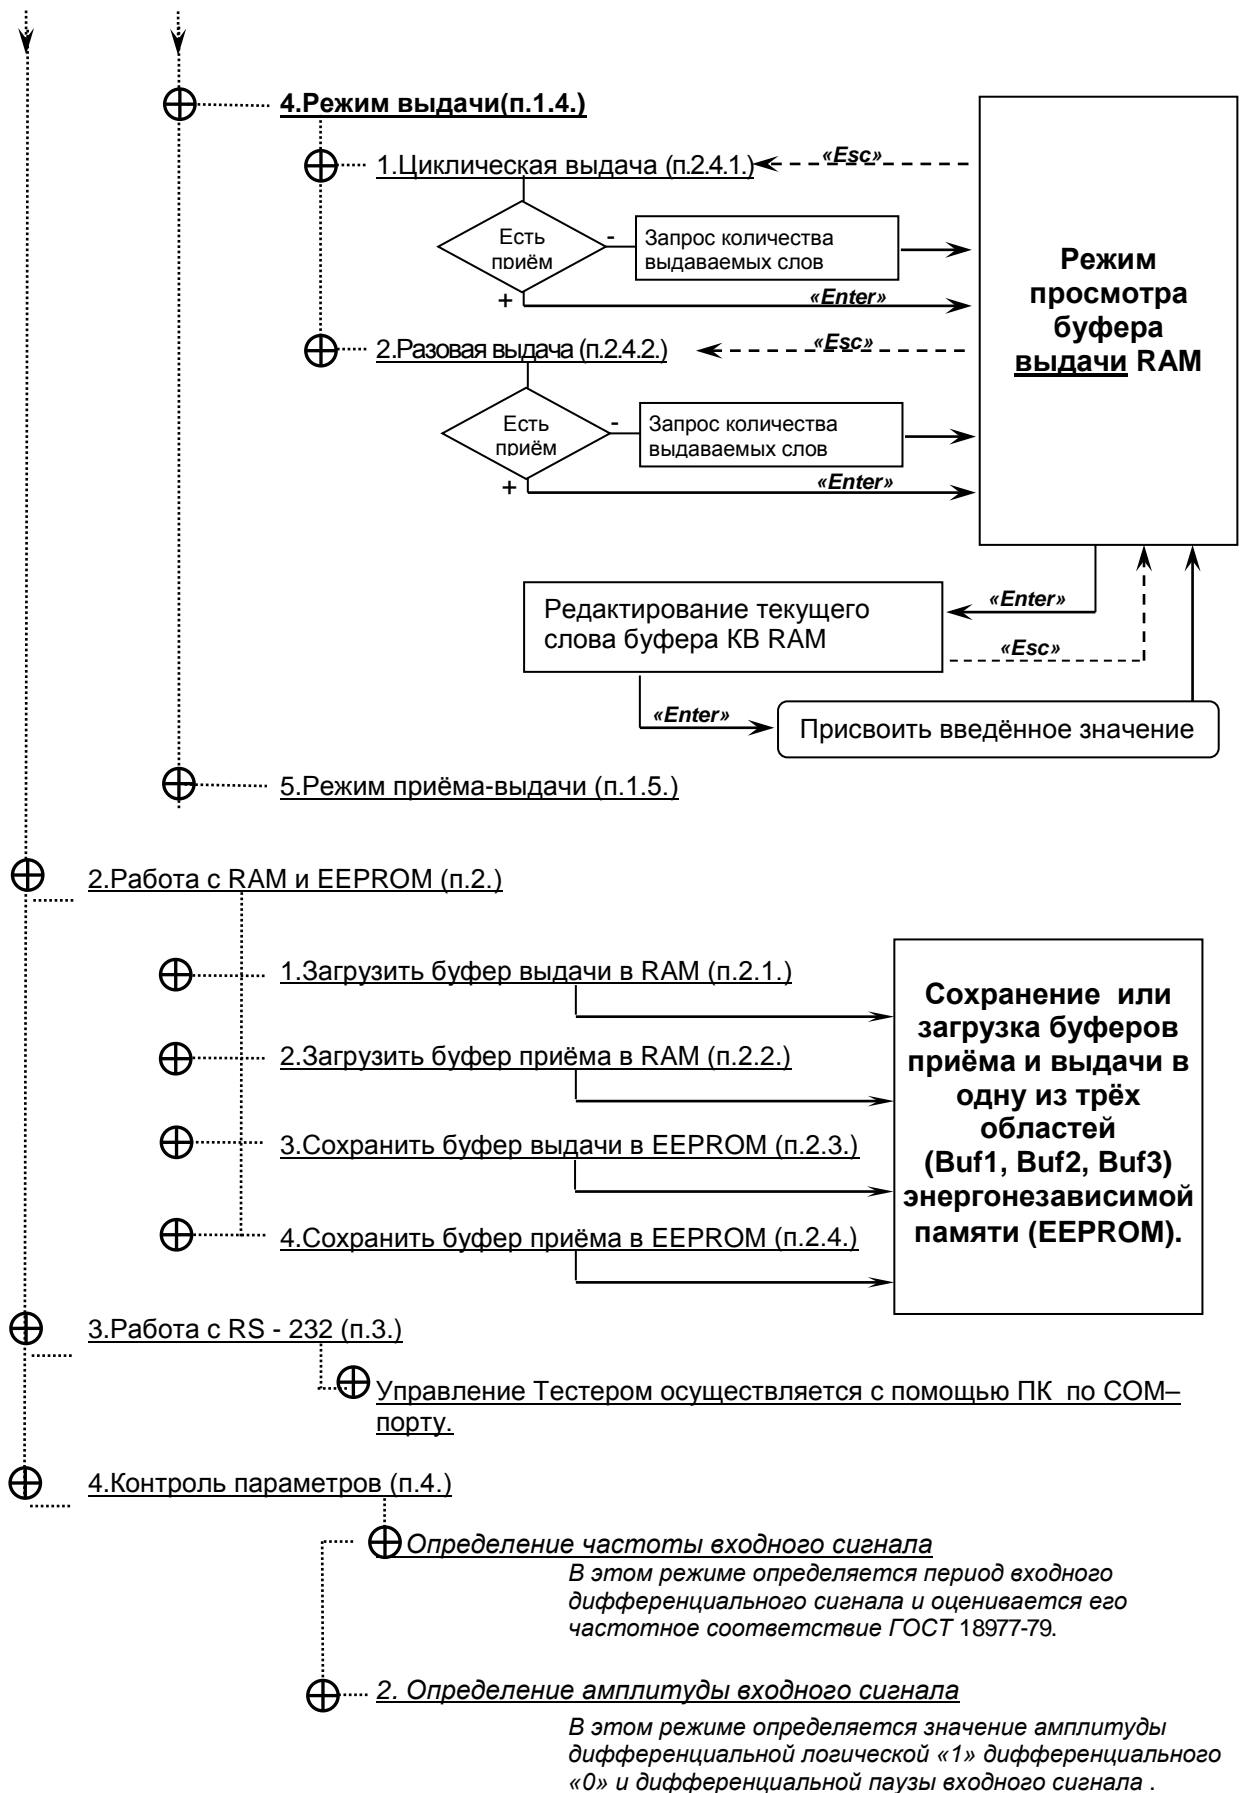 4.Режим выдачи(п.1.4.)
1.Циклическая выдача (п.2.4.1.)
«Esc»
Есть
приём
-
+
Запрос количества
выдаваемых слов
«Enter»
2.Разовая выдача (п.2.4.2.)
«Esc»
Есть
приём
-
+
Запрос количества
выдаваемых слов
«Enter»
Режим
просмотра
буфера
выдачи RAM
Редактирование текущего
слова буфера КВ RAM
«Enter»
«Esc»
«Enter»
Присвоить введённое значение
5.Режим приёма-выдачи (п.1.5.)
2.Работа с RAM и EEPROM (п.2.)
1.Загрузить буфер выдачи в RAM (п.2.1.)
2.Загрузить буфер приёма в RAM (п.2.2.)
3.Сохранить буфер выдачи в EEPROM (п.2.3.)
4.Сохранить буфер приёма в EEPROM (п.2.4.)
Сохранение или
загрузка буферов
приёма и выдачи в
одну из трёх
областей
(Buf1, Buf2, Buf3)
энергонезависимой
памяти (EEPROM).
3.Работа с RS - 232 (п.3.)
Управление Тестером осуществляется с помощью ПК по COM–
порту.
4.Контроль параметров (п.4.)
Определение частоты входного сигнала
В этом режиме определяется период входного
дифференциального сигнала и оценивается его
частотное соответствие ГОСТ 18977-79.
2. Определение амплитуды входного сигнала
В этом режиме определяется значение амплитуды
дифференциальной логической «1» дифференциального
«0» и дифференциальной паузы входного сигнала .